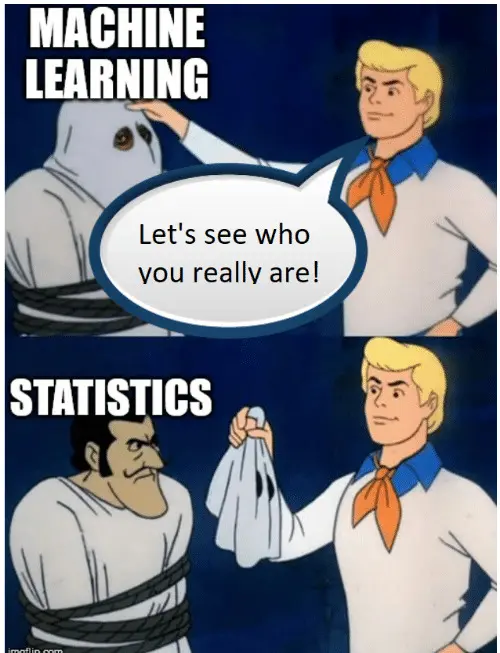 MACHINE
LEARNING
Let's see who
you really are!
STATISTICS
imgflip.com